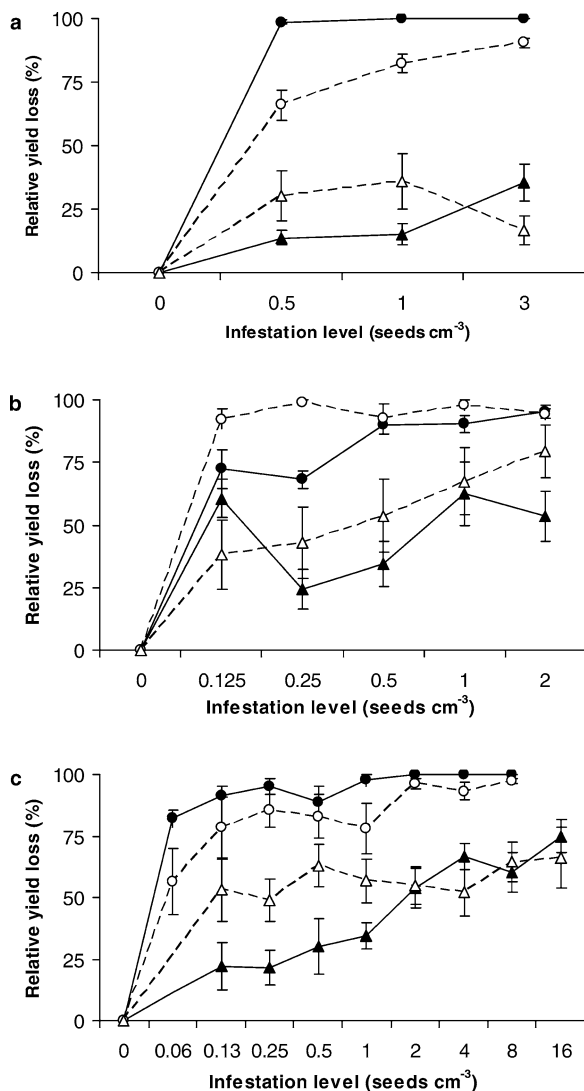 a
100
75
50
25
0
Relative yield loss (%)
0 0.5 1 3
Infestation level (seeds cm⁻³)
b
100
75
50
25
0
Relative yield loss (%)
0 0.125 0.25 0.5 1 2
Infestation level (seeds cm⁻³)
c
100
75
50
25
0
Relative yield loss (%)
0 0.06 0.13 0.25 0.5 1 2 4 8 16
Infestation level (seeds cm⁻³)